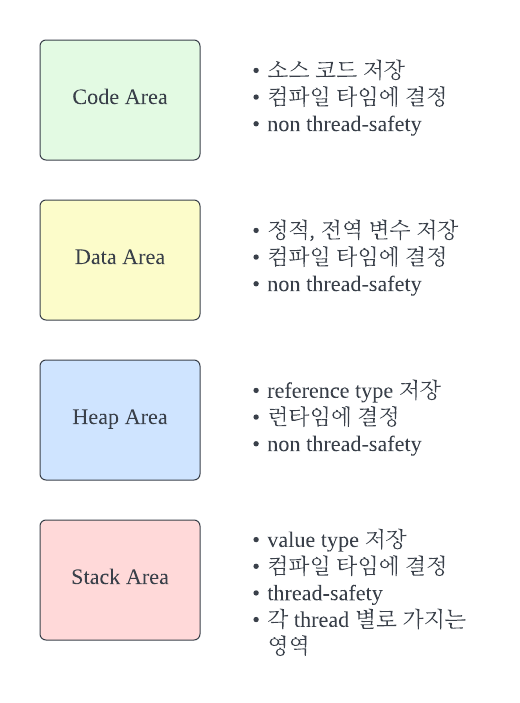 Code Area
• 소스 코드 저장
• 컴파일 타임에 결정
• non thread-safety
Data Area
• 정적, 전역 변수 저장
• 컴파일 타임에 결정
• non thread-safety
Heap Area
• reference type 저장
• 런타임에 결정
• non thread-safety
Stack Area
• value type 저장
• 컴파일 타임에 결정
• thread-safety
• 각 thread 별로 가지는
영역